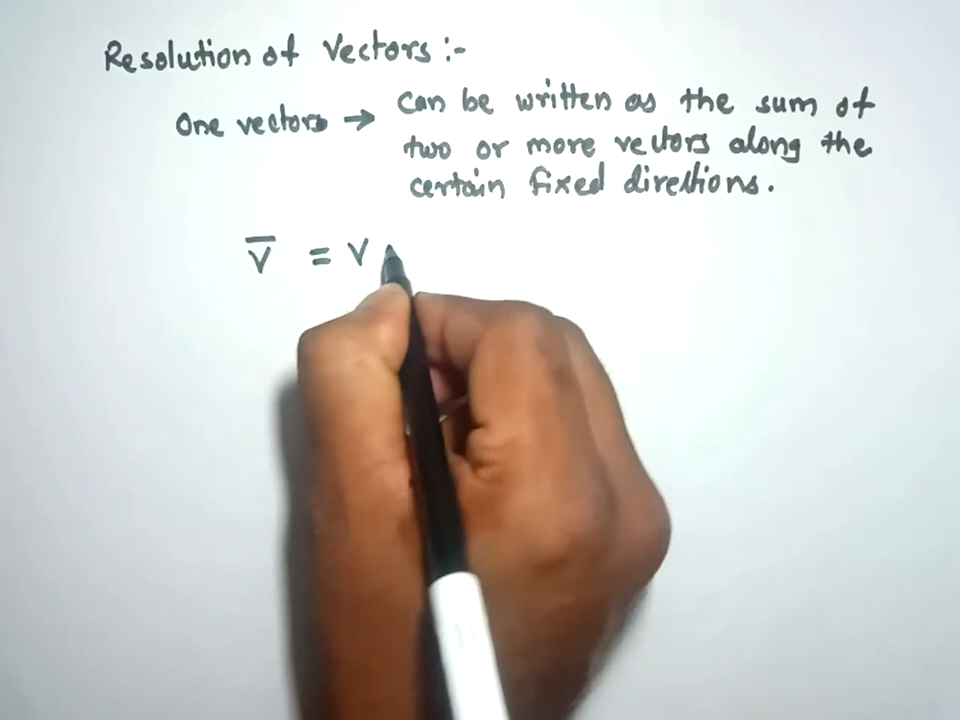 Resolution of Vectors :-
One vectors → can be written as the sum of
two or more vectors along the
certain fixed directions.
V̅ = V